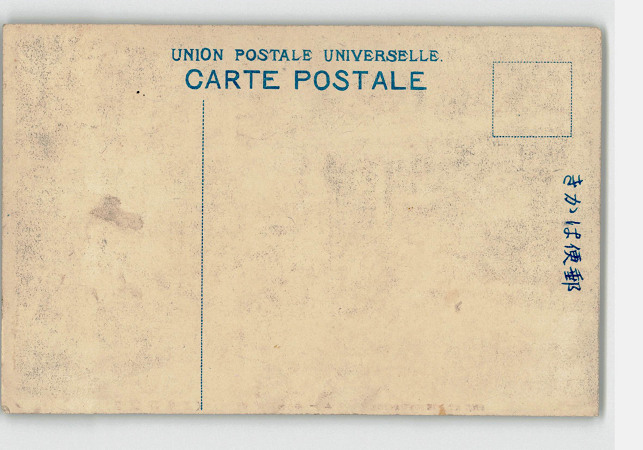 UNION POSTALE UNIVERSELLE.
CARTE POSTALE
きかは便郵